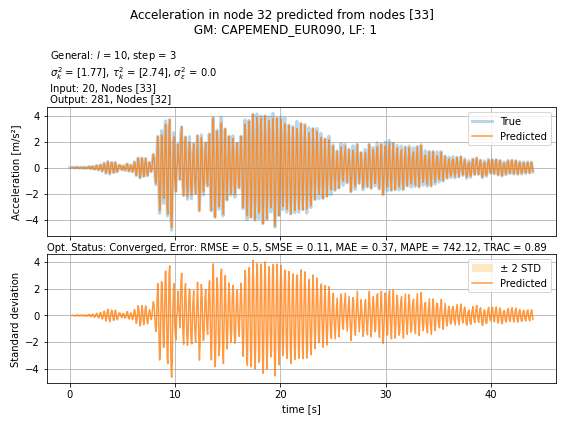 Acceleration in node 32 predicted from nodes [33]
GM: CAPEMEND_EUR090, LF: 1
General: l = 10, step = 3
σ²ₖ = [1.77], τ²ₖ = [2.74], σ²ε = 0.0
Input: 20, Nodes [33]
Output: 281, Nodes [32]
Acceleration [m/s²]
4
2
0
−2
−4
True
Predicted
Opt. Status: Converged, Error: RMSE = 0.5, SMSE = 0.11, MAE = 0.37, MAPE = 742.12, TRAC = 0.89
Standard deviation
4
2
0
−2
−4
± 2 STD
Predicted
0 10 20 30 40
time [s]